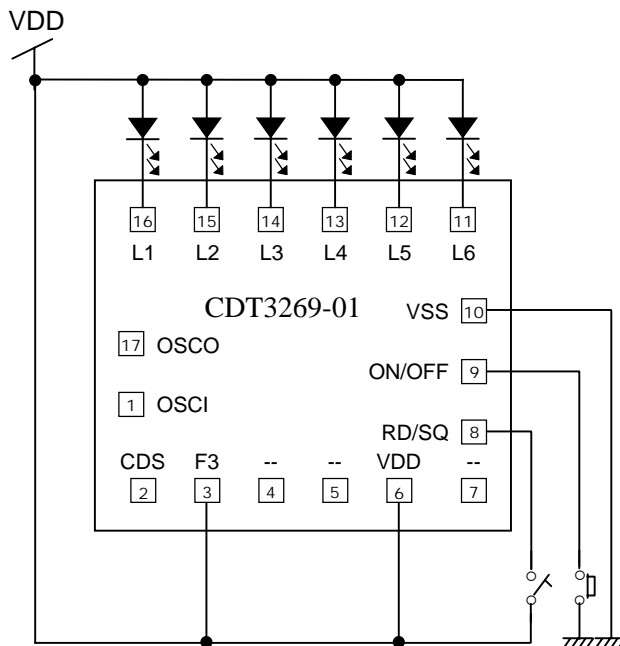 VDD
16 15 14 13 12 11
L1 L2 L3 L4 L5 L6
CDT3269-01
VSS 10
17 OSCO
ON/OFF 9
1 OSCI
RD/SQ 8
CDS F3 -- -- VDD --
2 3 4 5 6 7